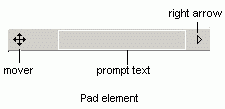 right arrow
mover
prompt text
Pad element